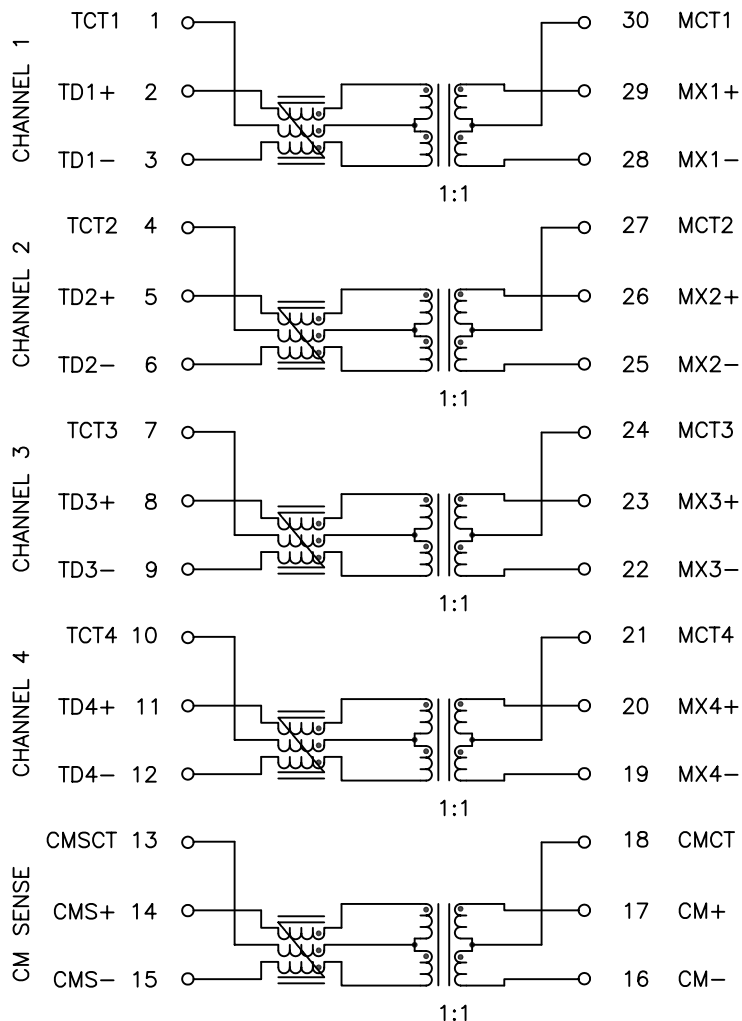 CHANNEL 1
TCT1 1 30 MCT1
TD1+ 2 29 MX1+
TD1− 3 28 MX1−
1:1
CHANNEL 2
TCT2 4 27 MCT2
TD2+ 5 26 MX2+
TD2− 6 25 MX2−
1:1
CHANNEL 3
TCT3 7 24 MCT3
TD3+ 8 23 MX3+
TD3− 9 22 MX3−
1:1
CHANNEL 4
TCT4 10 21 MCT4
TD4+ 11 20 MX4+
TD4− 12 19 MX4−
1:1
CM SENSE
CMSCT 13 18 CMCT
CMS+ 14 17 CM+
CMS− 15 16 CM−
1:1